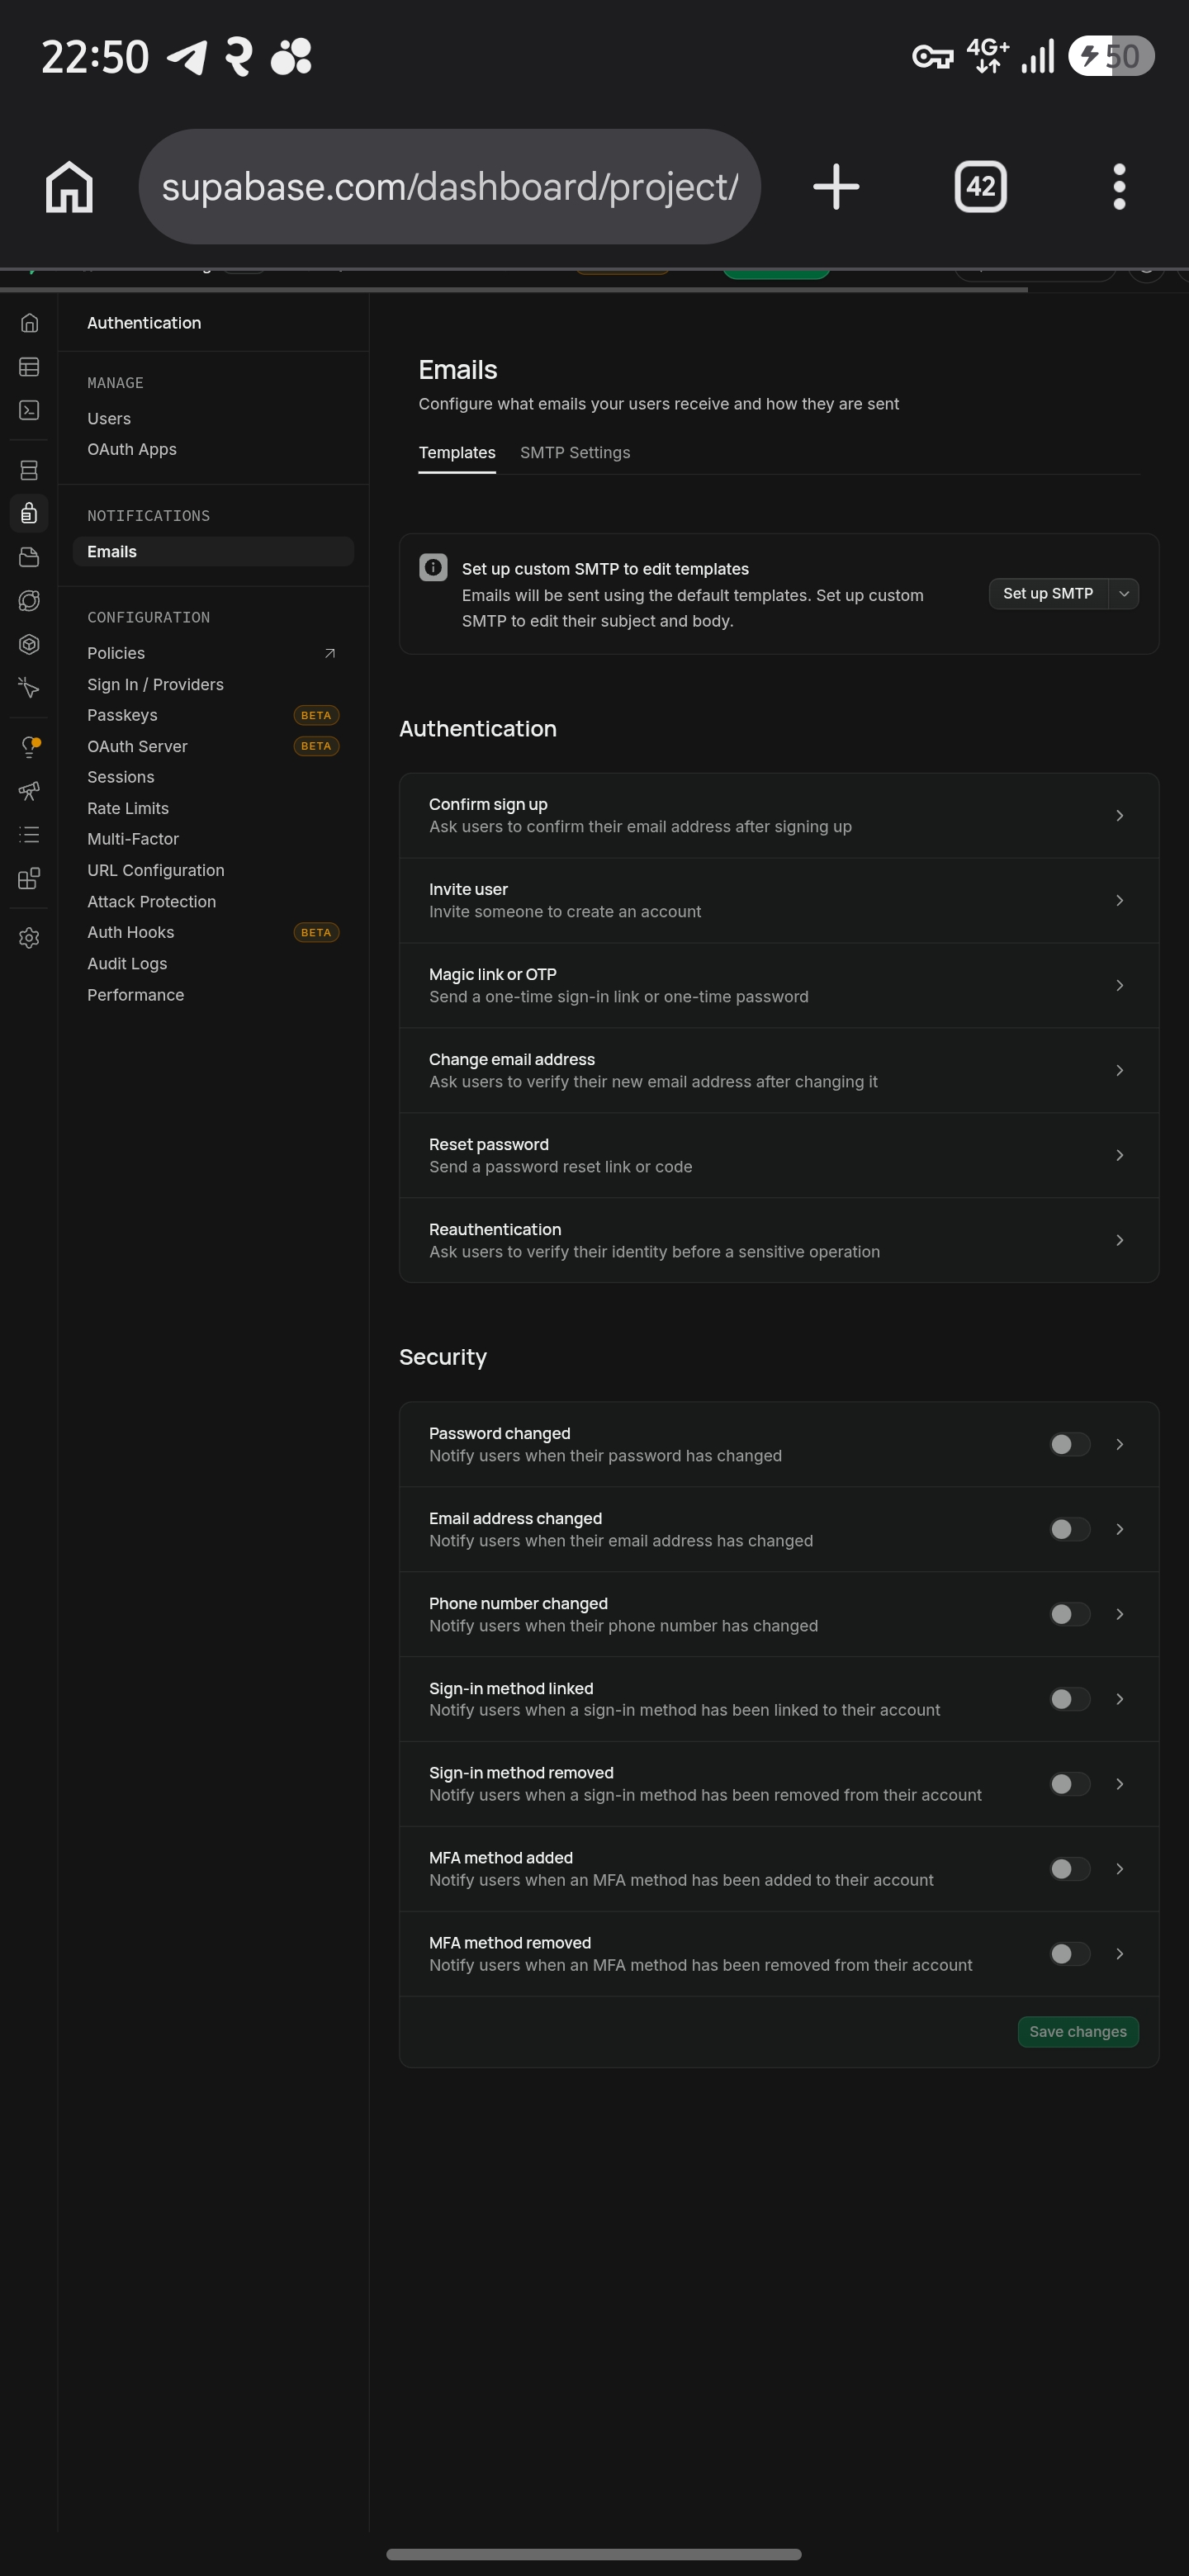 22:50
4G+
50
supabase.com/dashboard/project/
42
Authentication
MANAGE
Users
OAuth Apps
NOTIFICATIONS
Emails
CONFIGURATION
Policies
Sign In / Providers
Passkeys BETA
OAuth Server BETA
Sessions
Rate Limits
Multi-Factor
URL Configuration
Attack Protection
Auth Hooks BETA
Audit Logs
Performance
Emails
Configure what emails your users receive and how they are sent
Templates SMTP Settings
Set up custom SMTP to edit templates
Emails will be sent using the default templates. Set up custom
SMTP to edit their subject and body.
Set up SMTP
Authentication
Confirm sign up
Ask users to confirm their email address after signing up
Invite user
Invite someone to create an account
Magic link or OTP
Send a one-time sign-in link or one-time password
Change email address
Ask users to verify their new email address after changing it
Reset password
Send a password reset link or code
Reauthentication
Ask users to verify their identity before a sensitive operation
Security
Password changed
Notify users when their password has changed
Email address changed
Notify users when their email address has changed
Phone number changed
Notify users when their phone number has changed
Sign-in method linked
Notify users when a sign-in method has been linked to their account
Sign-in method removed
Notify users when a sign-in method has been removed from their account
MFA method added
Notify users when an MFA method has been added to their account
MFA method removed
Notify users when an MFA method has been removed from their account
Save changes